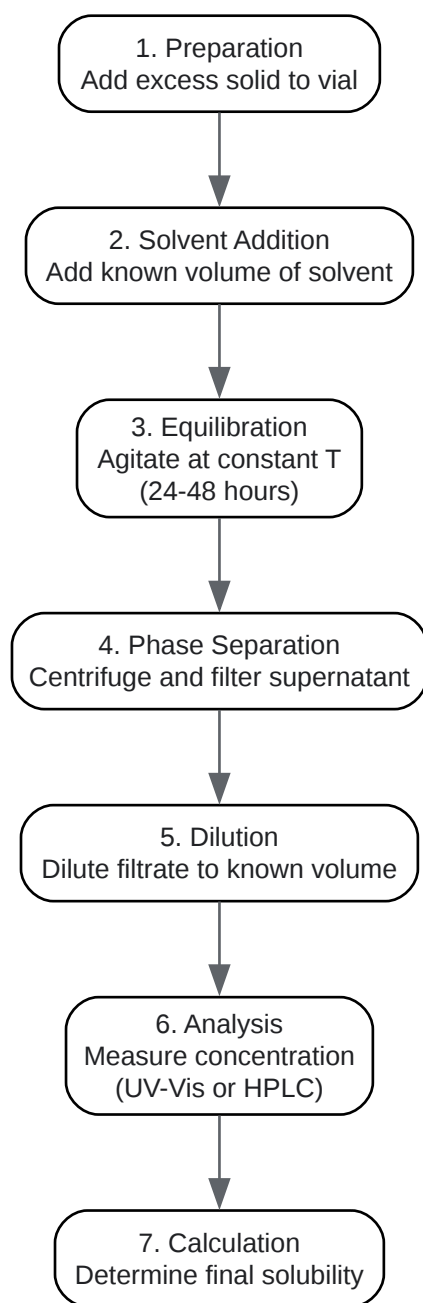 1. Preparation
Add excess solid to vial
2. Solvent Addition
Add known volume of solvent
3. Equilibration
Agitate at constant T
(24-48 hours)
4. Phase Separation
Centrifuge and filter supernatant
5. Dilution
Dilute filtrate to known volume
6. Analysis
Measure concentration
(UV-Vis or HPLC)
7. Calculation
Determine final solubility